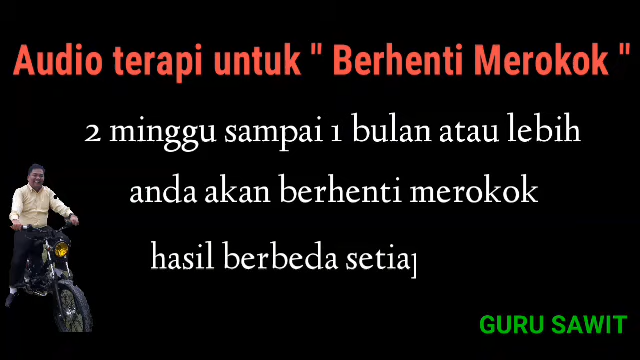 Audio terapi untuk " Berhenti Merokok "
2 minggu sampai 1 bulan atau lebih
anda akan berhenti merokok
hasil berbeda
GURU SAWIT